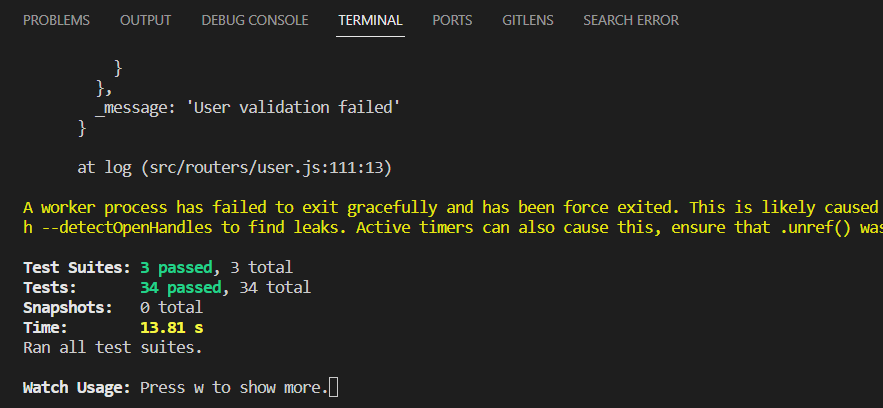 PROBLEMS OUTPUT DEBUG CONSOLE TERMINAL PORTS GITLENS SEARCH ERROR
}
},
_message: 'User validation failed'
}
at log (src/routers/user.js:111:13)
A worker process has failed to exit gracefully and has been force exited. This is likely caused
h --detectOpenHandles to find leaks. Active timers can also cause this, ensure that .unref() was
Test Suites: 3 passed, 3 total
Tests: 34 passed, 34 total
Snapshots: 0 total
Time: 13.81 s
Ran all test suites.
Watch Usage: Press w to show more.